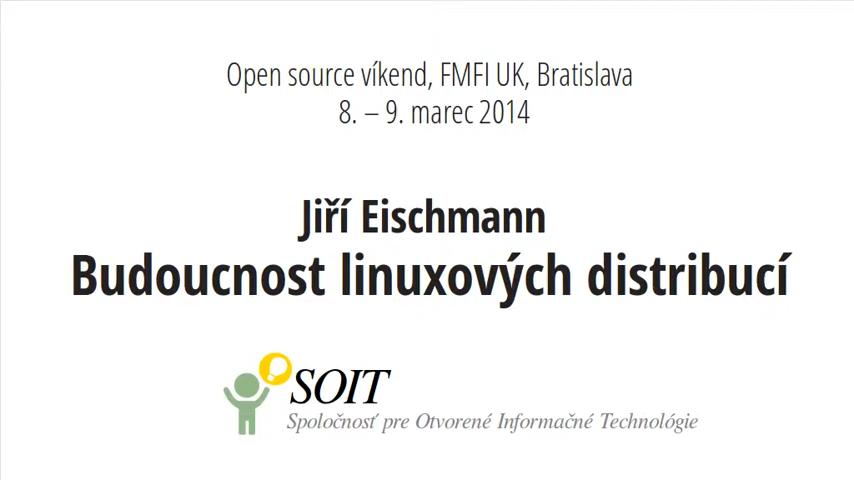 Open source víkend, FMFI UK, Bratislava
8. – 9. marec 2014
Jiří Eischmann
Budoucnost linuxových distribucí
SOIT
Spoločnosť pre Otvorené Informačné Technológie